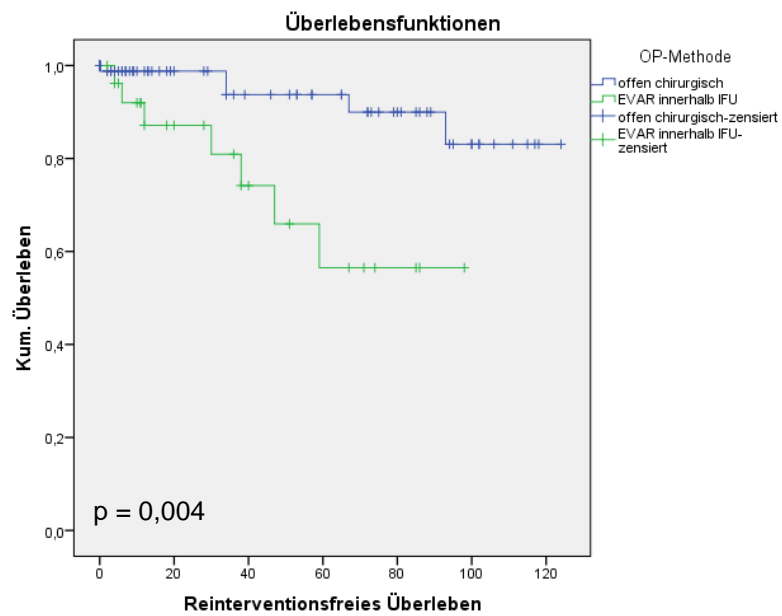 Überlebensfunktionen
OP-Methode
offen chirurgisch
EVAR innerhalb IFU
offen chirurgisch-zensiert
EVAR innerhalb IFU-
zensiert
Kum. Überleben
1,0
0,8
0,6
0,4
0,2
0,0
p = 0,004
0 20 40 60 80 100 120
Reinterventionsfreies Überleben